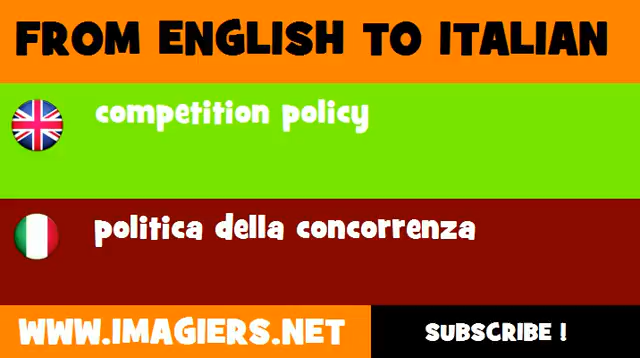 FROM ENGLISH TO ITALIAN
competition policy
politica della concorrenza
WWW.IMAGIERS.NET
SUBSCRIBE !